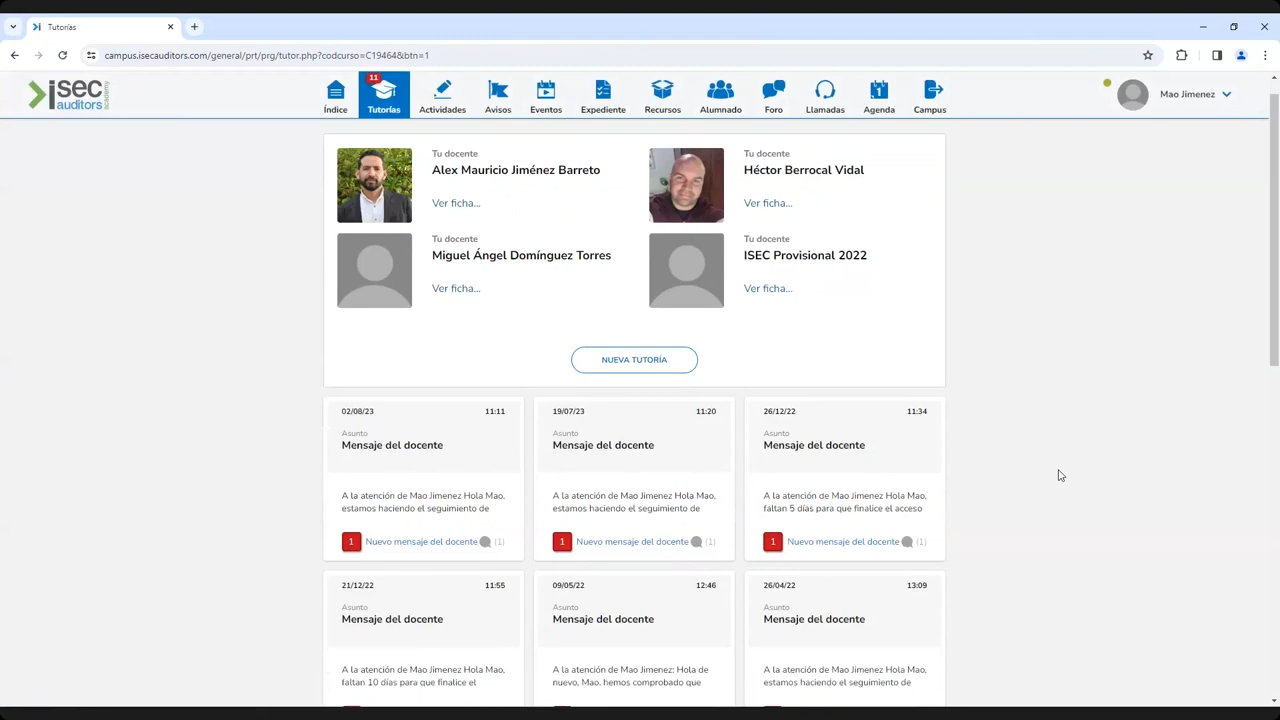 Tutorías
campus.isecauditors.com/general/prt/prg/tutor.php?codcurso=C19464&btn=1
isec
auditors
academy
11
Índice
Tutorías
Actividades
Avisos
Eventos
Expediente
Recursos
Alumnado
Foro
Llamadas
Agenda
Campus
Mao Jimenez
Tu docente
Alex Mauricio Jiménez Barreto
Ver ficha...
Tu docente
Héctor Berrocal Vidal
Ver ficha...
Tu docente
Miguel Ángel Domínguez Torres
Ver ficha...
Tu docente
ISEC Provisional 2022
Ver ficha...
NUEVA TUTORÍA
02/08/23 11:11
Asunto
Mensaje del docente
A la atención de Mao Jimenez Hola Mao,
estamos haciendo el seguimiento de
1 Nuevo mensaje del docente (1)
19/07/23 11:20
Asunto
Mensaje del docente
A la atención de Mao Jimenez Hola Mao,
estamos haciendo el seguimiento de
1 Nuevo mensaje del docente (1)
26/12/22 11:34
Asunto
Mensaje del docente
A la atención de Mao Jimenez Hola Mao,
faltan 5 días para que finalice el acceso
1 Nuevo mensaje del docente (1)
21/12/22 11:55
Asunto
Mensaje del docente
A la atención de Mao Jimenez Hola Mao,
faltan 10 días para que finalice el
09/05/22 12:46
Asunto
Mensaje del docente
A la atención de Mao Jimenez: Hola de
nuevo, Mao. hemos comprobado que
26/04/22 13:09
Asunto
Mensaje del docente
A la atención de Mao Jimenez Hola Mao,
estamos haciendo el seguimiento de